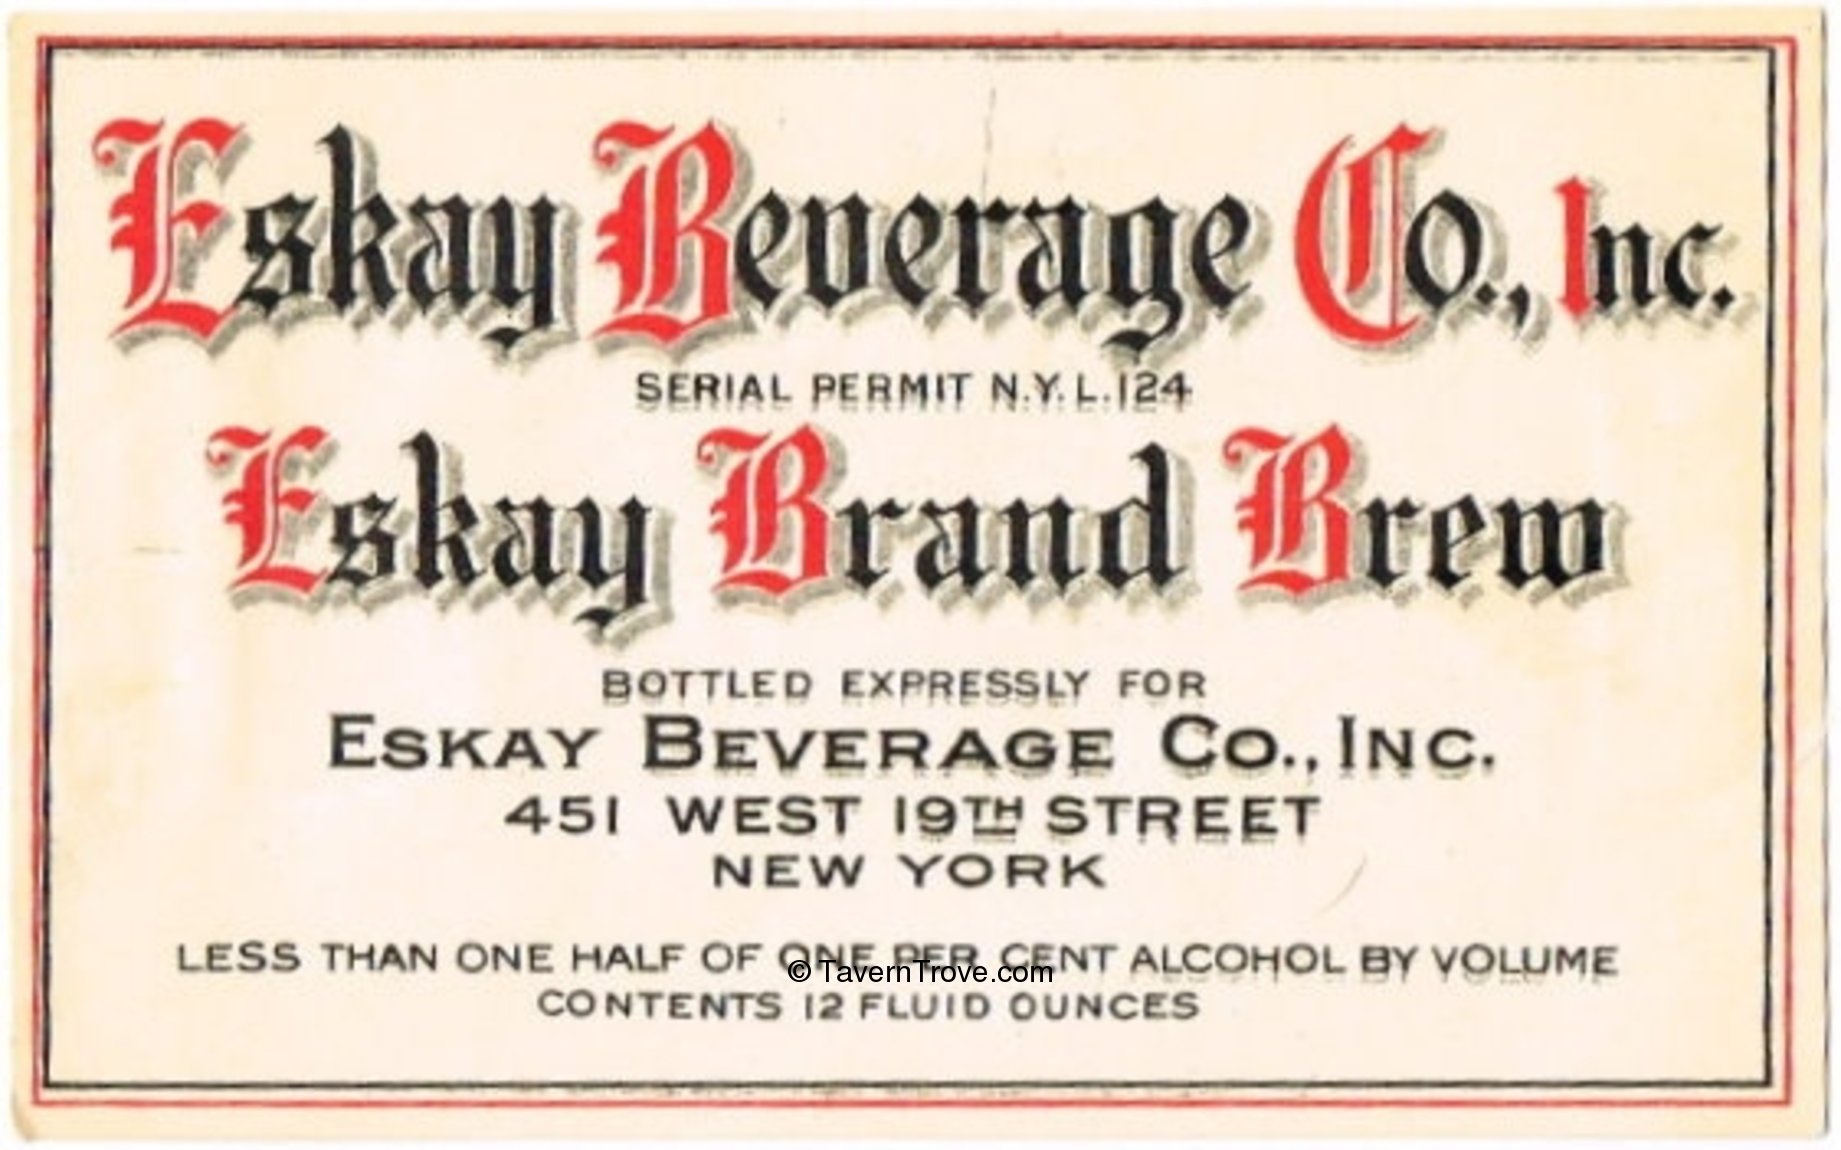 Eskay Beverage Co., Inc.
SERIAL PERMIT N.Y.L.124
Eskay Brand Brew
BOTTLED EXPRESSLY FOR
ESKAY BEVERAGE CO., INC.
451 WEST 19TH STREET
NEW YORK
LESS THAN ONE HALF OF ONE PER CENT ALCOHOL BY VOLUME
© TavernTrove.com
CONTENTS 12 FLUID OUNCES